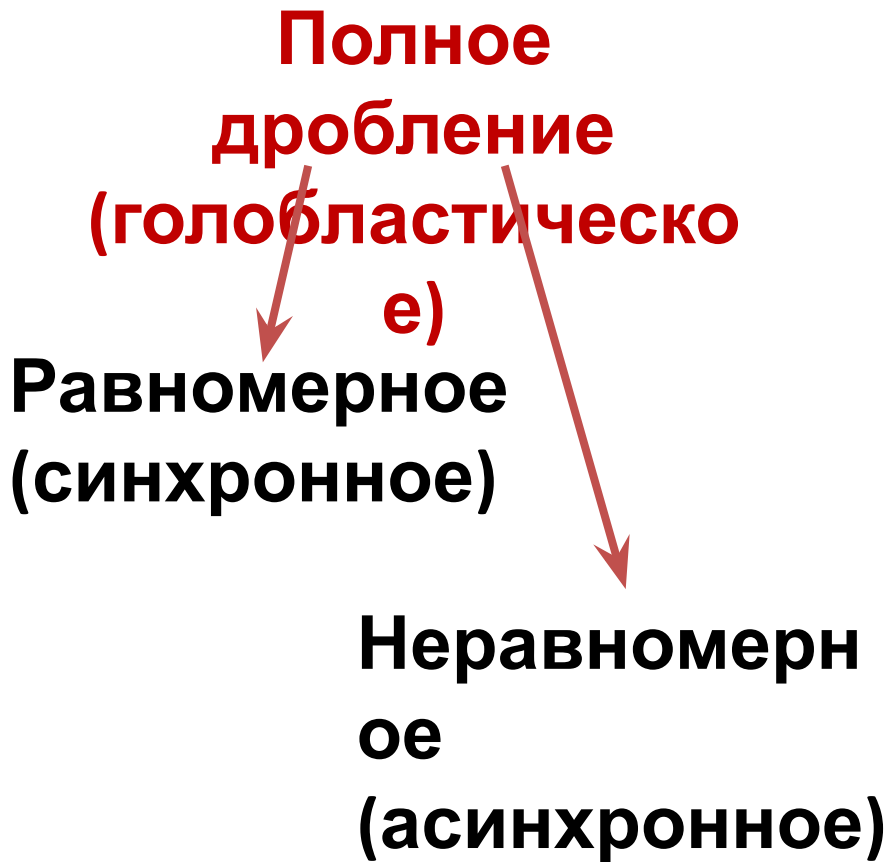 Полное
дробление
(голобластическо
е)
Равномерное
(синхронное)
Неравномерн
ое
(асинхронное)